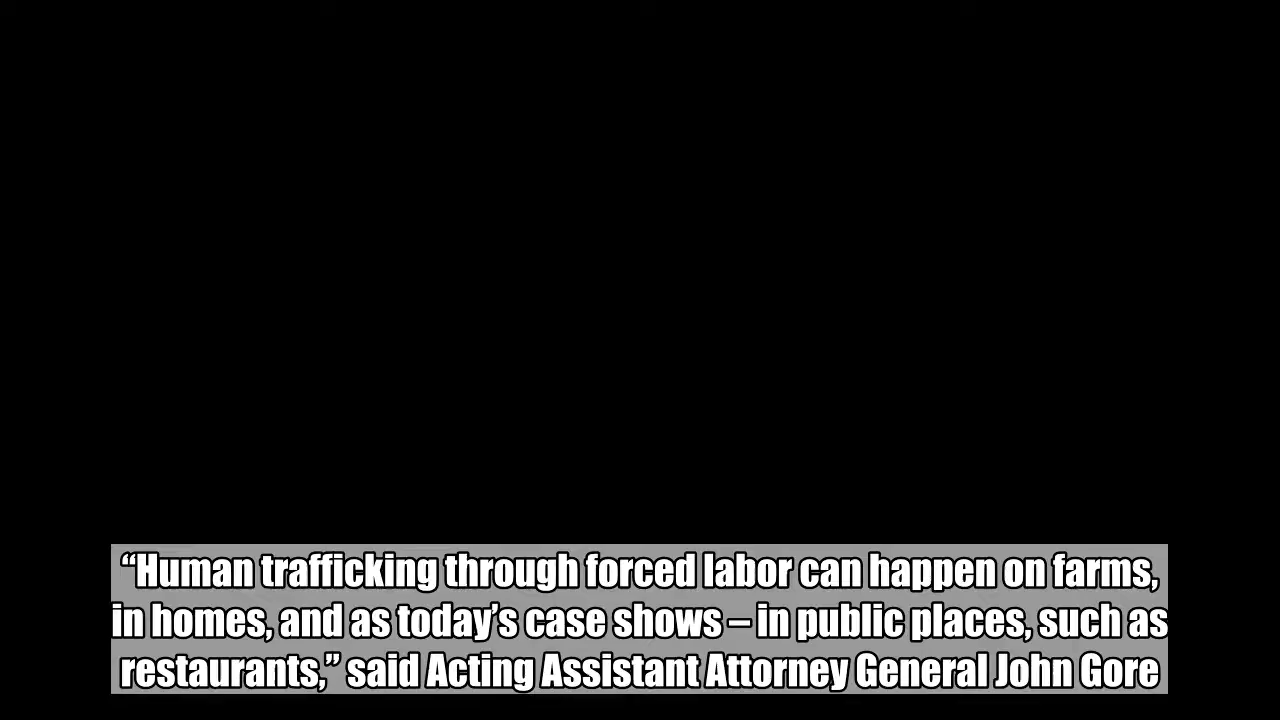 “Human trafficking through forced labor can happen on farms,
in homes, and as today’s case shows – in public places, such as
restaurants,” said Acting Assistant Attorney General John Gore